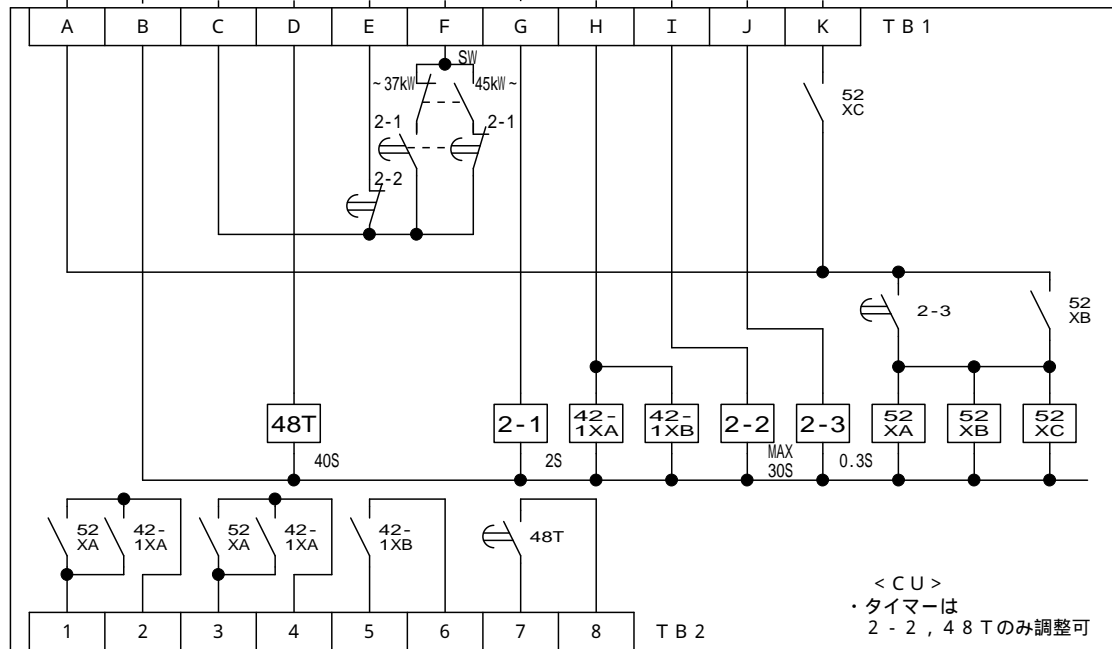 A B C D E F G H I J K TB1
SW
~37kW 45kW~
52
XC
2-1 2-1
2-2
2-3
52
XB
48T 2-1 42-
1XA 42-
1XB 2-2 2-3 52
XA 52
XB 52
XC
40S 2S MAX
30S 0.3S
52
XA 42-
1XA 52
XA 42-
1XA 42-
1XB 48T
<CU>
・タイマーは
2-2,48Tのみ調整可
1 2 3 4 5 6 7 8 TB2